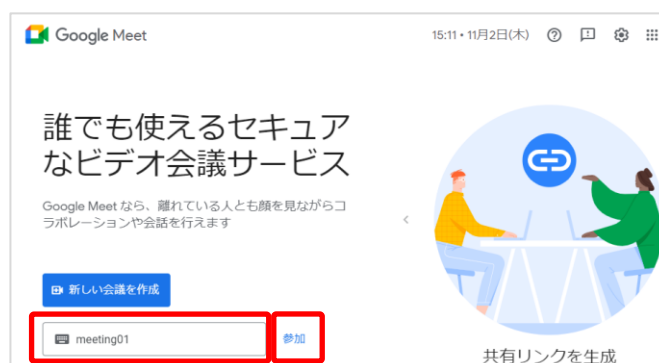 Google Meet
15:11・11月2日(木)
誰でも使えるセキュア
なビデオ会議サービス
Google Meet なら、離れている人とも顔を見ながらコ
ラボレーションや会話を行えます
新しい会議を作成
meeting01
参加
共有リンクを生成